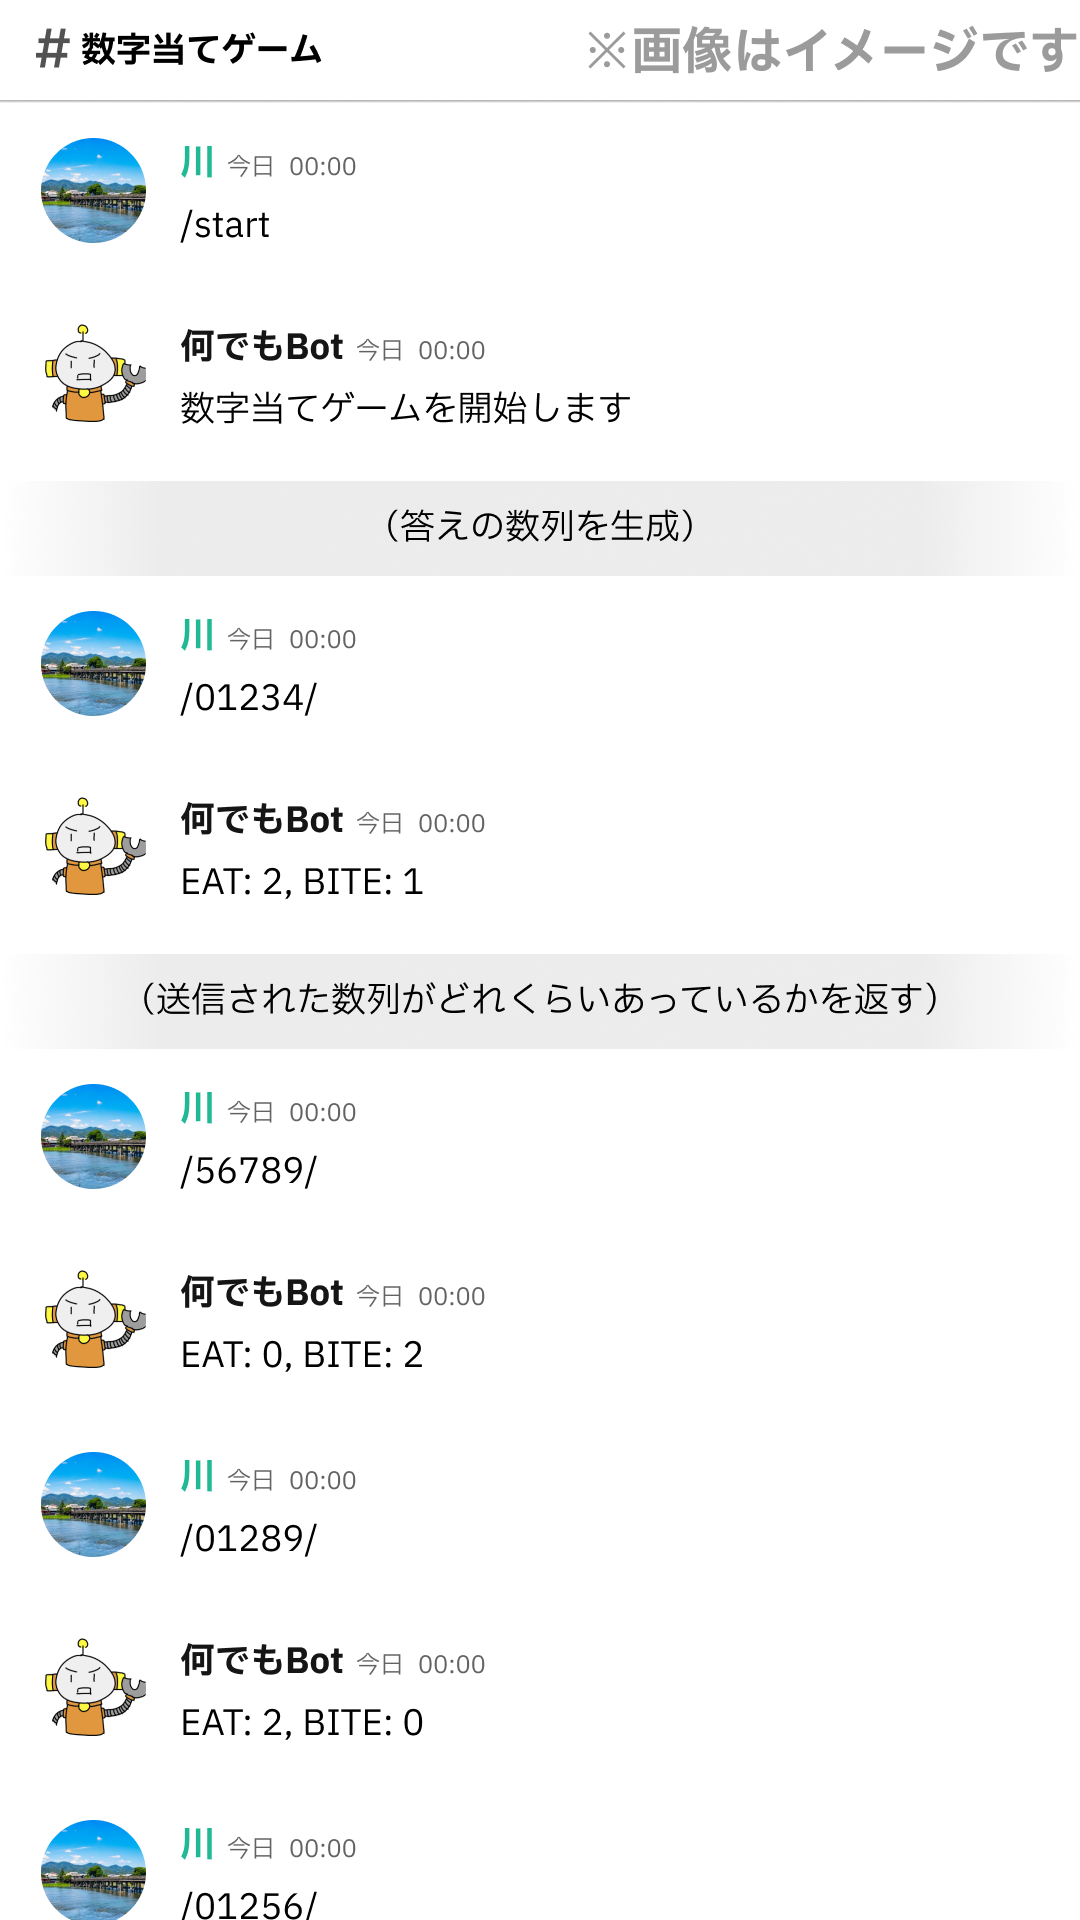 # 数字当てゲーム ※画像はイメージです
川 今日 00:00
/start
何でもBot 今日 00:00
数字当てゲームを開始します
（答えの数列を生成）
川 今日 00:00
/01234/
何でもBot 今日 00:00
EAT: 2, BITE: 1
（送信された数列がどれくらいあっているかを返す）
川 今日 00:00
/56789/
何でもBot 今日 00:00
EAT: 0, BITE: 2
川 今日 00:00
/01289/
何でもBot 今日 00:00
EAT: 2, BITE: 0
川 今日 00:00
/01256/